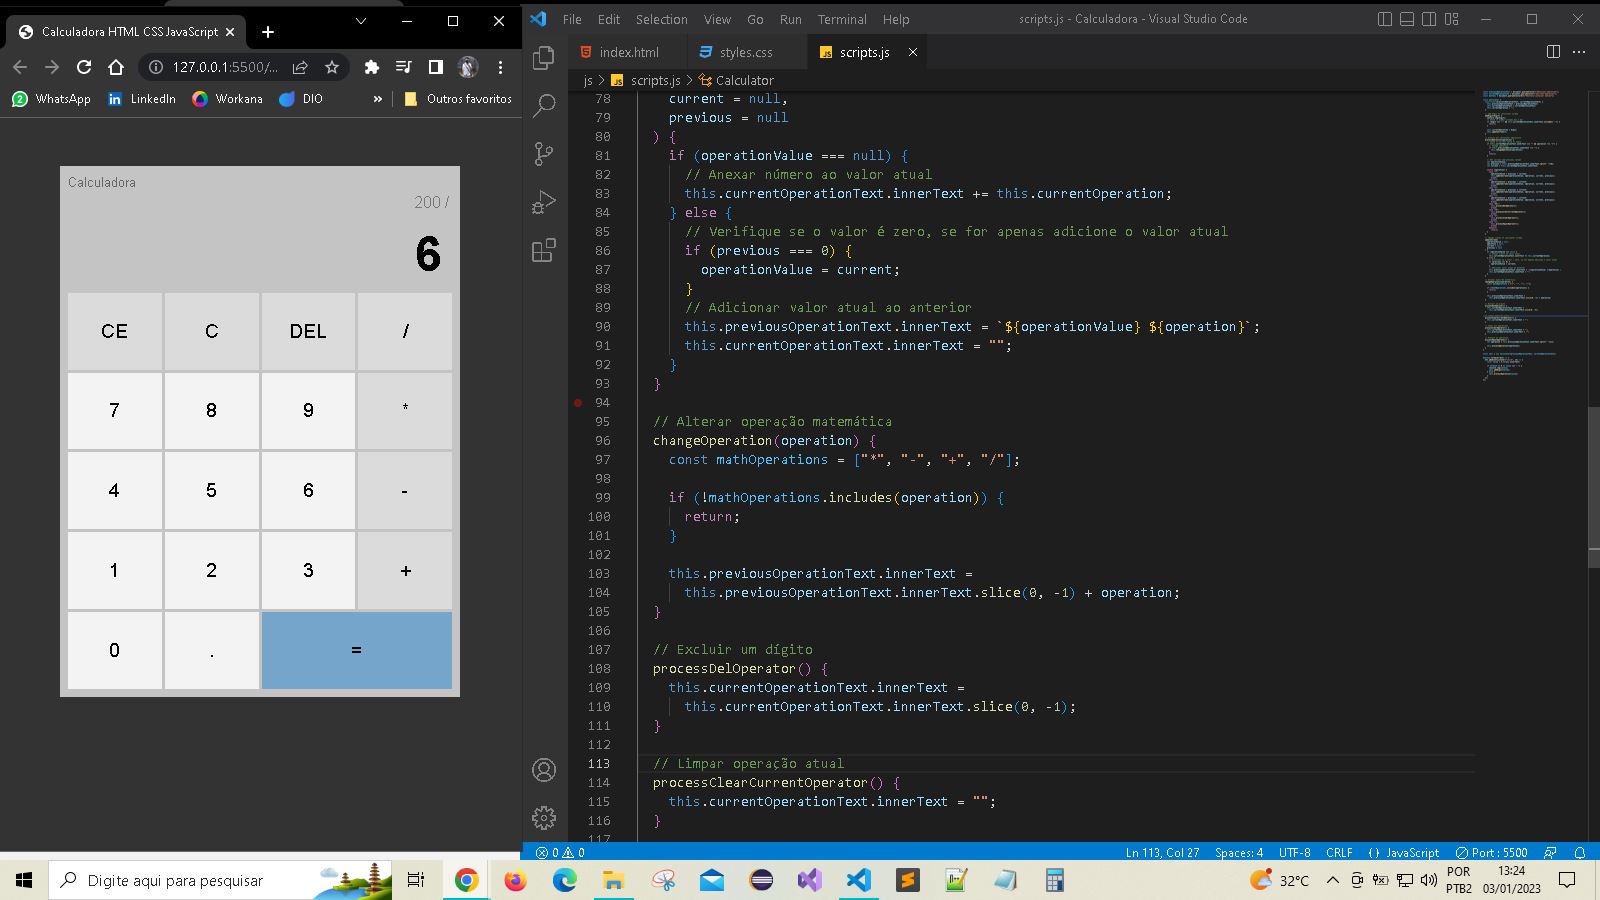 Calculadora HTML CSS JavaScript
127.0.0.1:5500/...
WhatsApp
LinkedIn
Workana
DIO
»
Outros favoritos
Calculadora
200 /
6
CE C DEL /
7 8 9 *
4 5 6 -
1 2 3 +
0 . =
File Edit Selection View Go Run Terminal Help
scripts.js - Calculadora - Visual Studio Code
index.html
styles.css
JS scripts.js
js > JS scripts.js > Calculator
78 current = null,
79 previous = null
80 ) {
81 if (operationValue === null) {
82 // Anexar número ao valor atual
83 this.currentOperationText.innerText += this.currentOperation;
84 } else {
85 // Verifique se o valor é zero, se for apenas adicione o valor atual
86 if (previous === 0) {
87 operationValue = current;
88 }
89 // Adicionar valor atual ao anterior
90 this.previousOperationText.innerText = `${operationValue} ${operation}`;
91 this.currentOperationText.innerText = "";
92 }
93 }
94
95 // Alterar operação matemática
96 changeOperation(operation) {
97 const mathOperations = ["*", "-", "+", "/"];
98
99 if (!mathOperations.includes(operation)) {
100 return;
101 }
102
103 this.previousOperationText.innerText =
104 this.previousOperationText.innerText.slice(0, -1) + operation;
105 }
106
107 // Excluir um dígito
108 processDelOperator() {
109 this.currentOperationText.innerText =
110 this.currentOperationText.innerText.slice(0, -1);
111 }
112
113 // Limpar operação atual
114 processClearCurrentOperator() {
115 this.currentOperationText.innerText = "";
116 }
117
0 0
Ln 113, Col 27 Spaces: 4 UTF-8 CRLF {} JavaScript Port : 5500
Digite aqui para pesquisar
32°C
POR
PTB2
13:24
03/01/2023